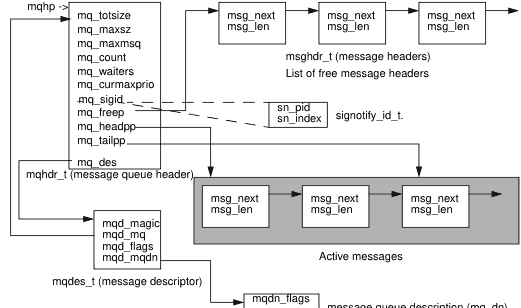 mqhp ->
mq_totsize
mq_maxsz
mq_maxmsq
mq_count
mq_waiters
mq_curmaxprio
mq_sigid
mq_freep
mq_headpp
mq_tailpp
mq_des
mqhdr_t (message queue header)
msg_next
msg_len
msg_next
msg_len
msg_next
msg_len
msghdr_t (message headers)
List of free message headers
sn_pid
sn_index
signotify_id_t.
msg_next
msg_len
msg_next
msg_len
msg_next
msg_len
Active messages
mqd_magic
mqd_mq
mqd_flags
mqd_mqdn
mqdes_t (message descriptor)
mqdn_flags
message queue description (mq_dn)